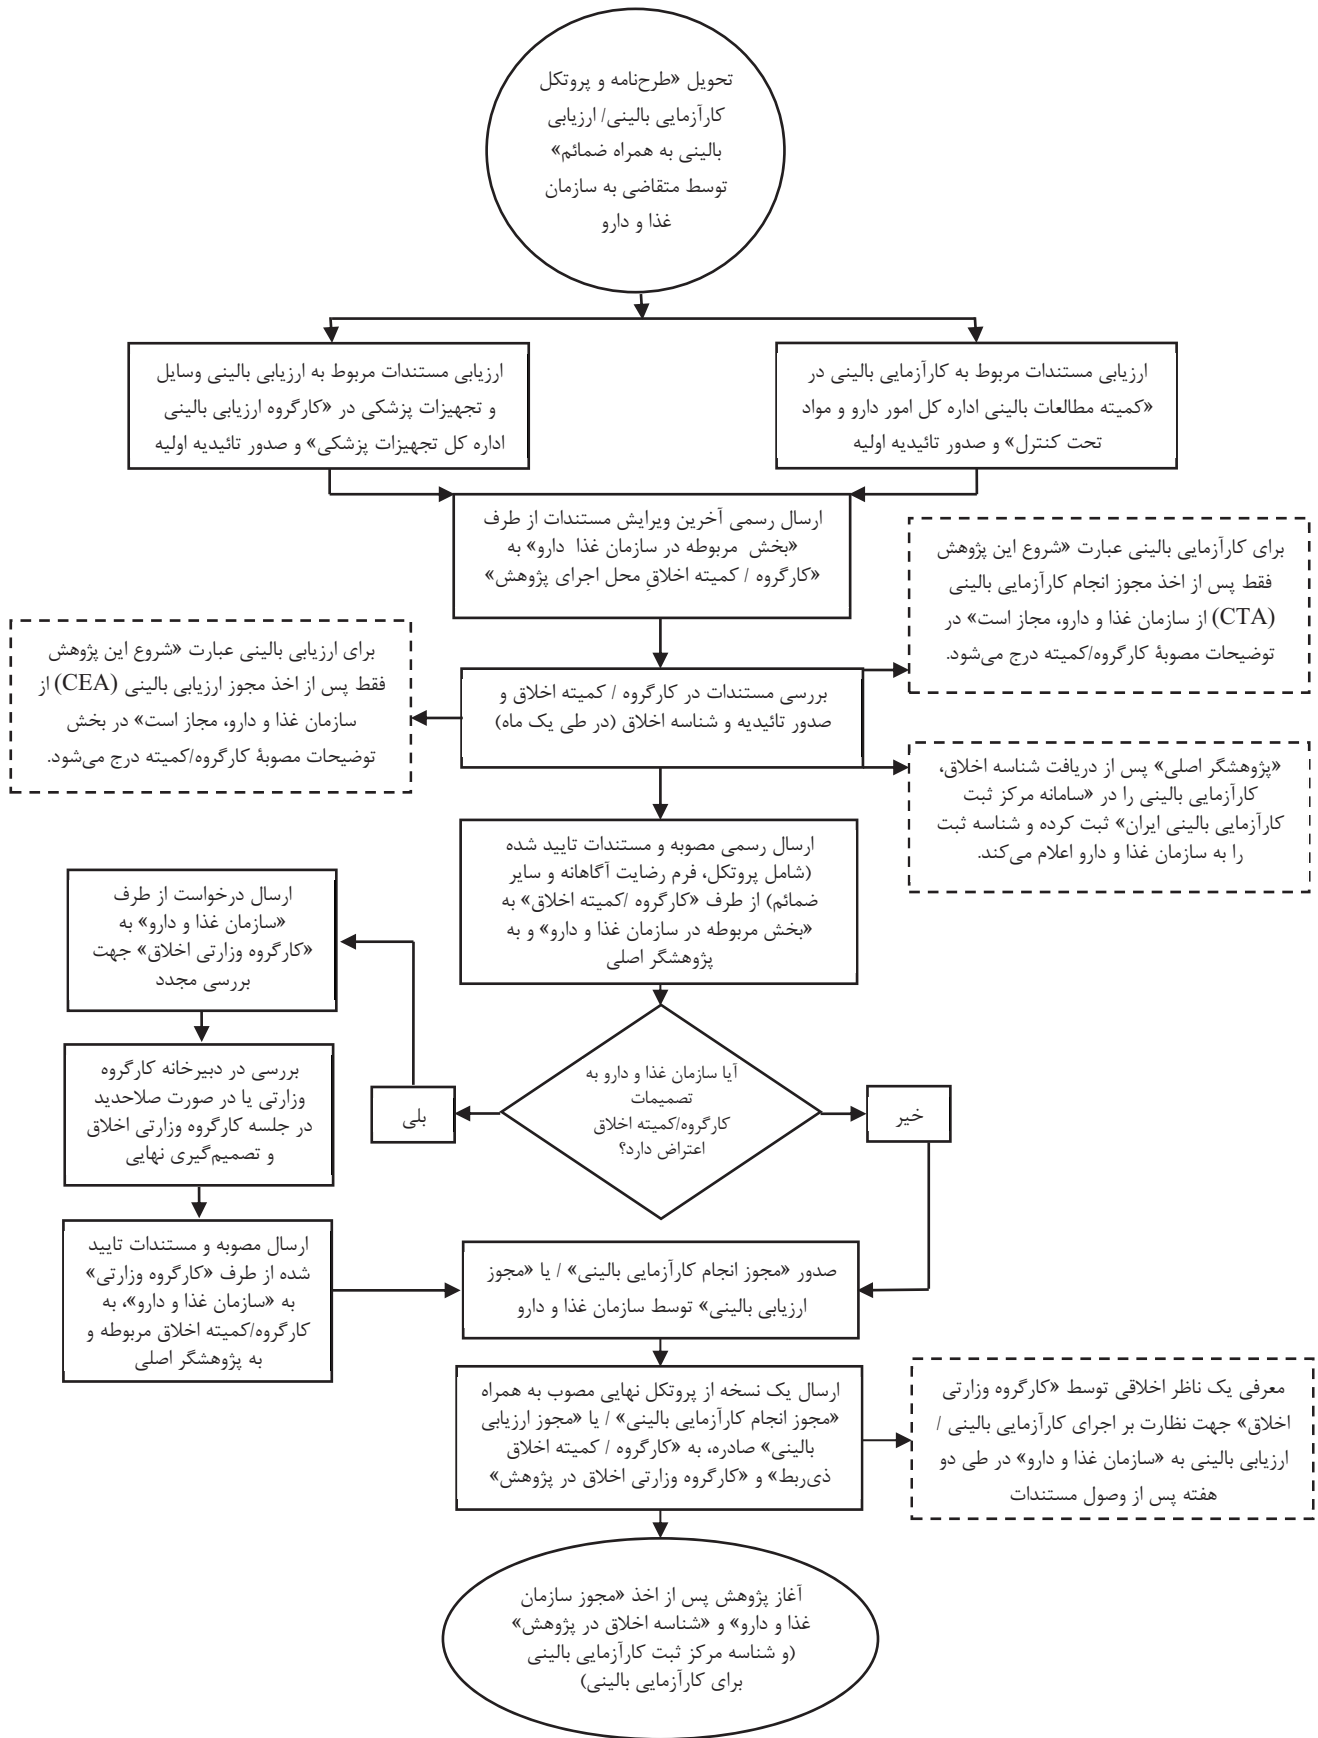 تحویل «طرح‌نامه و پروتکل
کارآزمایی بالینی/ ارزیابی
بالینی به همراه ضمائم»
توسط متقاضی به سازمان
غذا و دارو
ارزیابی مستندات مربوط به کارآزمایی بالینی در
«کمیته مطالعات بالینی اداره کل امور دارو و مواد
تحت کنترل» و صدور تائیدیه اولیه
ارزیابی مستندات مربوط به ارزیابی بالینی وسایل
و تجهیزات پزشکی در «کارگروه ارزیابی بالینی
اداره کل تجهیزات پزشکی» و صدور تائیدیه اولیه
ارسال رسمی آخرین ویرایش مستندات از طرف
«بخش مربوطه در سازمان غذا دارو» به
«کارگروه / کمیته اخلاقِ محل اجرای پژوهش»
برای کارآزمایی بالینی عبارت «شروع این پژوهش
فقط پس از اخذ مجوز انجام کارآزمایی بالینی
(CTA) از سازمان غذا و دارو، مجاز است» در
توضیحات مصوبهٔ کارگروه/کمیته درج می‌شود.
برای ارزیابی بالینی عبارت «شروع این پژوهش
فقط پس از اخذ مجوز ارزیابی بالینی (CEA) از
سازمان غذا و دارو، مجاز است» در بخش
توضیحات مصوبهٔ کارگروه/کمیته درج می‌شود.
بررسی مستندات در کارگروه / کمیته اخلاق و
صدور تائیدیه و شناسه اخلاق (در طی یک ماه)
«پژوهشگر اصلی» پس از دریافت شناسه اخلاق،
کارآزمایی بالینی را در «سامانه مرکز ثبت
کارآزمایی بالینی ایران» ثبت کرده و شناسه ثبت
را به سازمان غذا و دارو اعلام می‌کند.
ارسال رسمی مصوبه و مستندات تایید شده
(شامل پروتکل، فرم رضایت آگاهانه و سایر
ضمائم) از طرف «کارگروه /کمیته اخلاق» به
«بخش مربوطه در سازمان غذا و دارو» و به
پژوهشگر اصلی
ارسال درخواست از طرف
«سازمان غذا و دارو» به
«کارگروه وزارتی اخلاق» جهت
بررسی مجدد
آیا سازمان غذا و دارو به
تصمیمات
کارگروه/کمیته اخلاق
اعتراض دارد؟
خیر
بلی
بررسی در دبیرخانه کارگروه
وزارتی یا در صورت صلاحدید
در جلسه کارگروه وزارتی اخلاق
و تصمیم‌گیری نهایی
ارسال مصوبه و مستندات تایید
شده از طرف «کارگروه وزارتی»
به «سازمان غذا و دارو»، به
کارگروه/کمیته اخلاق مربوطه و
به پژوهشگر اصلی
صدور «مجوز انجام کارآزمایی بالینی» / یا «مجوز
ارزیابی بالینی» توسط سازمان غذا و دارو
ارسال یک نسخه از پروتکل نهایی مصوب به همراه
«مجوز انجام کارآزمایی بالینی» / یا «مجوز ارزیابی
بالینی» صادره، به «کارگروه / کمیته اخلاق
ذی‌ربط» و «کارگروه وزارتی اخلاق در پژوهش»
معرفی یک ناظر اخلاقی توسط «کارگروه وزارتی
اخلاق» جهت نظارت بر اجرای کارآزمایی بالینی /
ارزیابی بالینی به «سازمان غذا و دارو» در طی دو
هفته پس از وصول مستندات
آغاز پژوهش پس از اخذ «مجوز سازمان
غذا و دارو» و «شناسه اخلاق در پژوهش»
(و شناسه مرکز ثبت کارآزمایی بالینی
برای کارآزمایی بالینی)